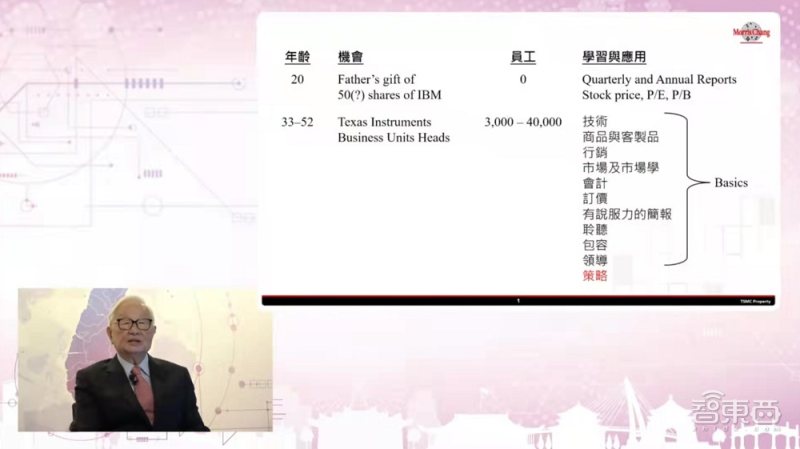 Morris Chang
年齡 機會 員工 學習與應用
20 Father's gift of 0 Quarterly and Annual Reports
50(?) shares of IBM Stock price, P/E, P/B
33–52 Texas Instruments 3,000 – 40,000 技術
Business Units Heads 商品與客製品
行銷
市場及市場學
會計
訂價
有說服力的簡報
聆聽
包容
領導
策略
Basics
1
TSMC Property
智東西